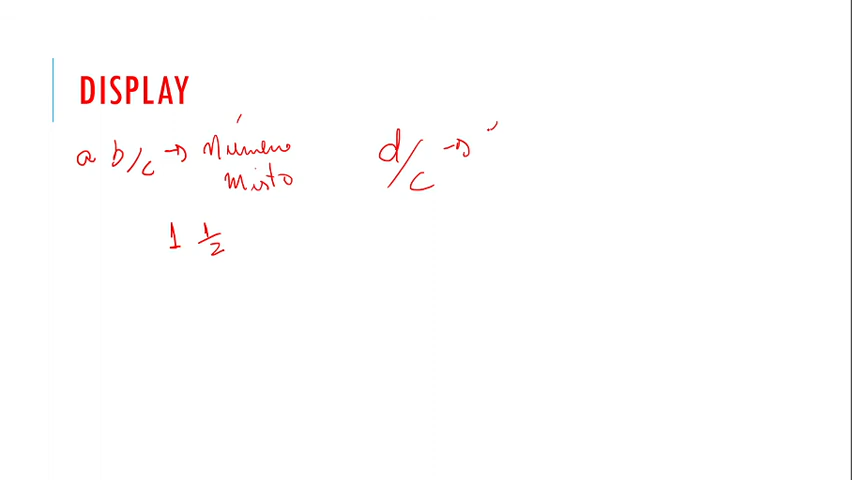 DISPLAY
a b/c → Número d/c →
misto
1 1/2